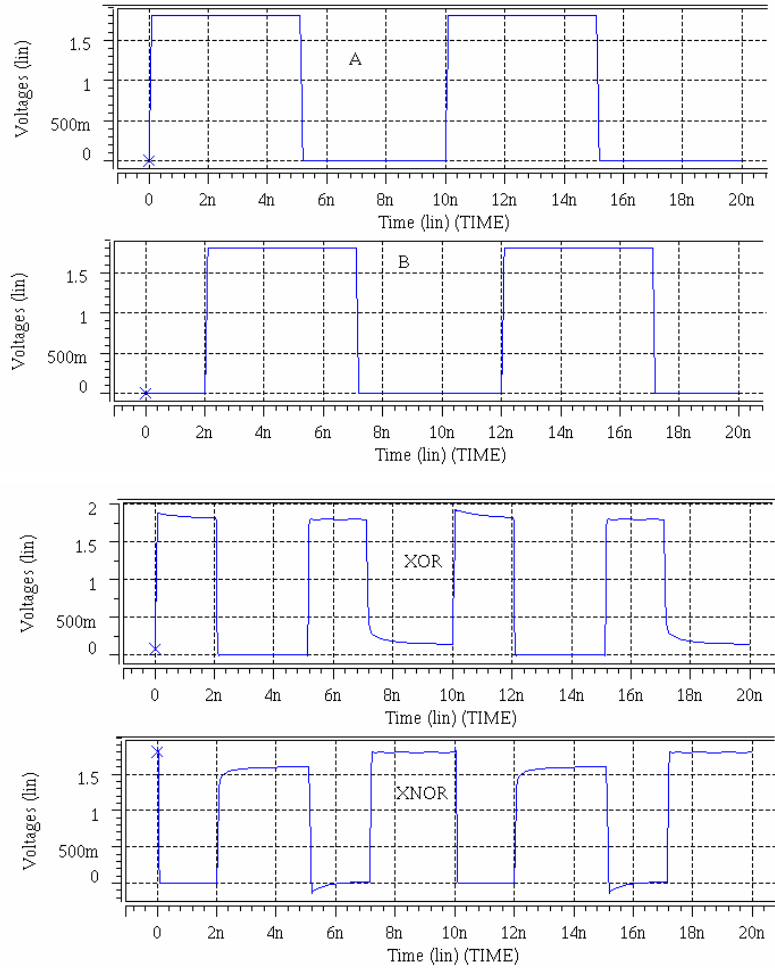 Voltages (lin)
1.5
1
500m
0
A
0 2n 4n 6n 8n 10n 12n 14n 16n 18n 20n
Time (lin) (TIME)
Voltages (lin)
1.5
1
500m
0
B
0 2n 4n 6n 8n 10n 12n 14n 16n 18n 20n
Time (lin) (TIME)
Voltages (lin)
2
1.5
1
500m
0
XOR
0 2n 4n 6n 8n 10n 12n 14n 16n 18n 20n
Time (lin) (TIME)
Voltages (lin)
1.5
1
500m
0
XNOR
0 2n 4n 6n 8n 10n 12n 14n 16n 18n 20n
Time (lin) (TIME)